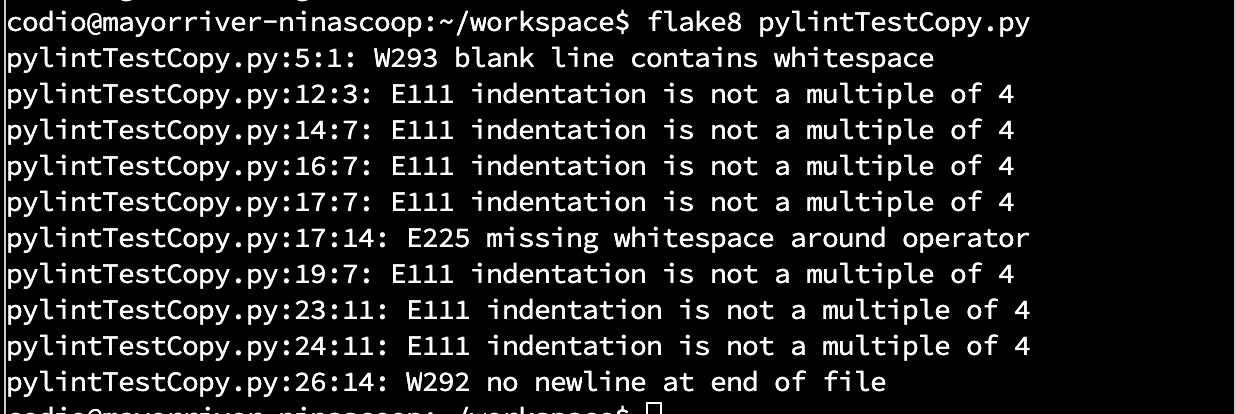 codio@mayorriver-ninascoop:~/workspace$ flake8 pylintTestCopy.py
pylintTestCopy.py:5:1: W293 blank line contains whitespace
pylintTestCopy.py:12:3: E111 indentation is not a multiple of 4
pylintTestCopy.py:14:7: E111 indentation is not a multiple of 4
pylintTestCopy.py:16:7: E111 indentation is not a multiple of 4
pylintTestCopy.py:17:7: E111 indentation is not a multiple of 4
pylintTestCopy.py:17:14: E225 missing whitespace around operator
pylintTestCopy.py:19:7: E111 indentation is not a multiple of 4
pylintTestCopy.py:23:11: E111 indentation is not a multiple of 4
pylintTestCopy.py:24:11: E111 indentation is not a multiple of 4
pylintTestCopy.py:26:14: W292 no newline at end of file
codio@mayorriver-ninascoop:~/workspace$